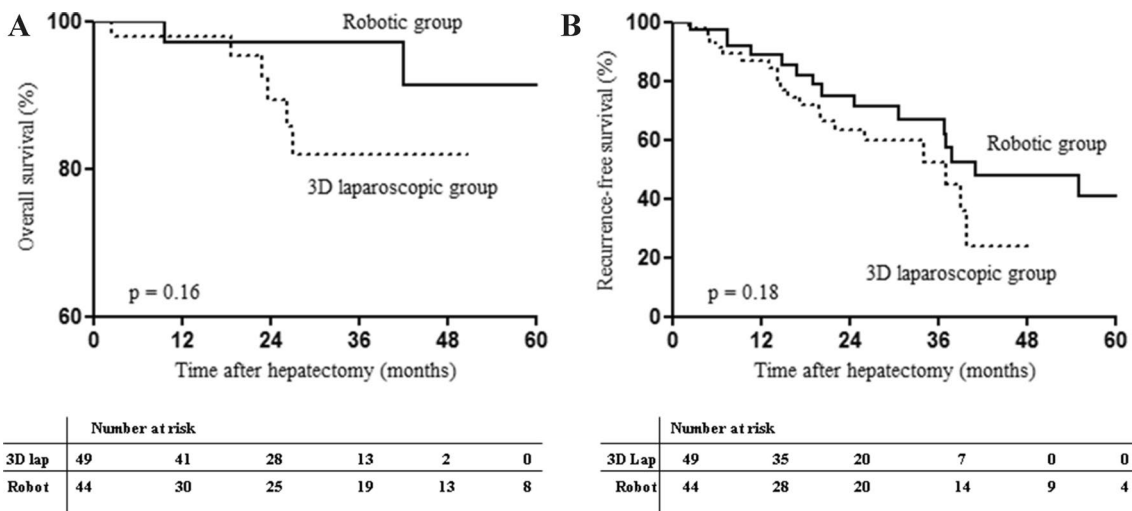 A
Overall survival (%)
100
80
60
Robotic group
3D laparoscopic group
p = 0.16
0 12 24 36 48 60
Time after hepatectomy (months)
Number at risk
3D lap 49 41 28 13 2 0
Robot 44 30 25 19 13 8
B
Recurrence-free survival (%)
100
80
60
40
20
0
Robotic group
3D laparoscopic group
p = 0.18
0 12 24 36 48 60
Time after hepatectomy (months)
Number at risk
3D Lap 49 35 20 7 0 0
Robot 44 28 20 14 9 4